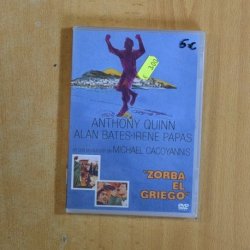 5€
ANTHONY QUINN
ALAN BATES·IRENE PAPAS
MICHAEL CACOYANNIS
"ZORBA
EL
GRIEGO"
DVD